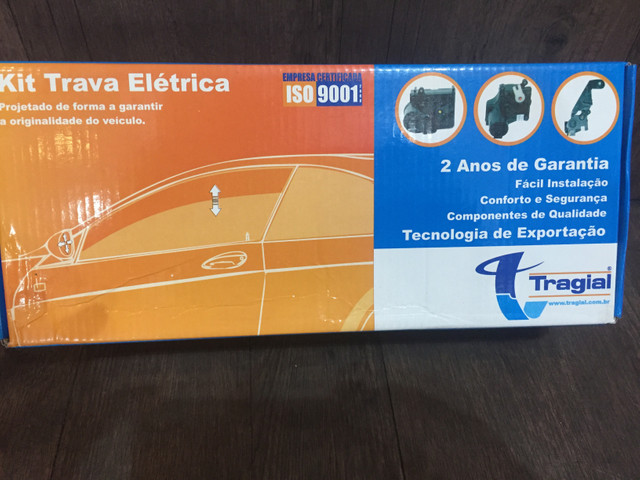 Kit Trava Elétrica
Projetado de forma a garantir
a originalidade do veículo.
EMPRESA CERTIFICADA
ISO 9001
2 Anos de Garantia
Fácil Instalação
Conforto e Segurança
Componentes de Qualidade
Tecnologia de Exportação
Tragial®
www.tragial.com.br